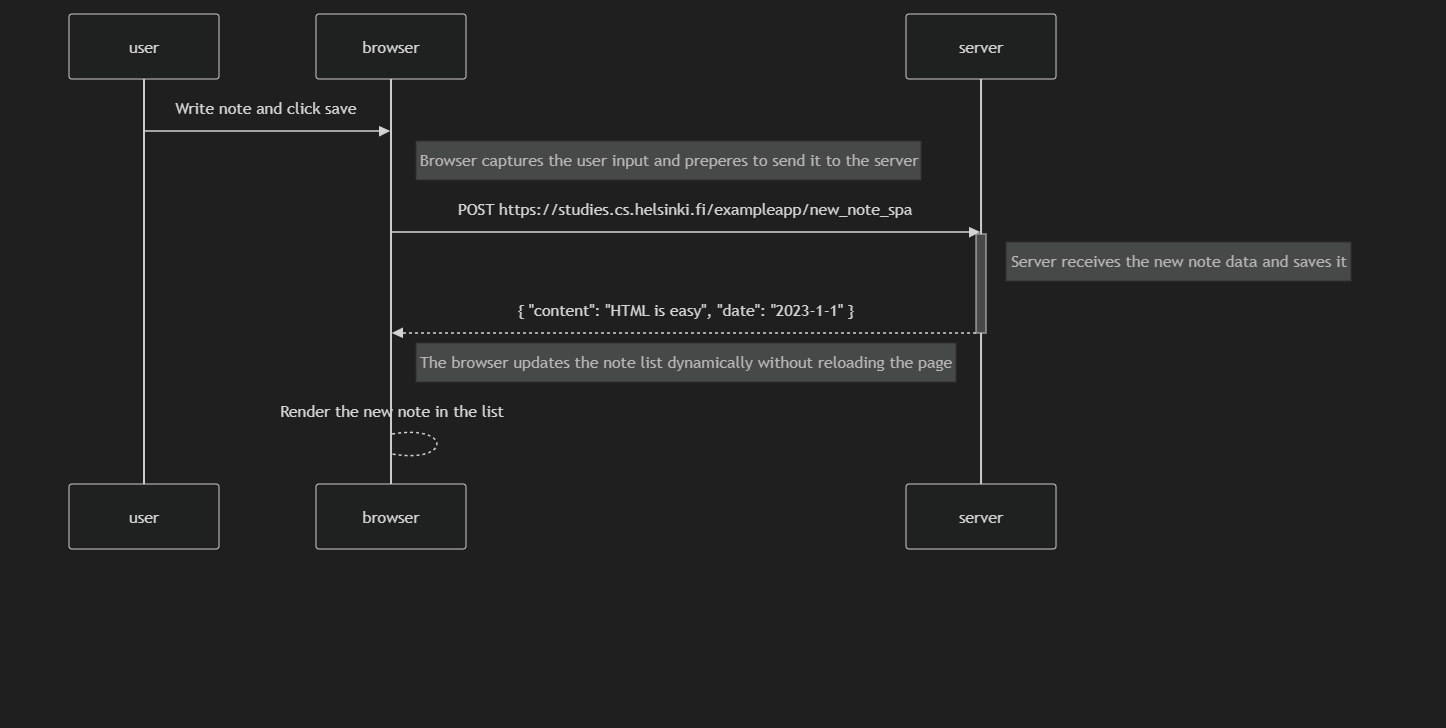 user
browser
server
Write note and click save
Browser captures the user input and preperes to send it to the server
POST https://studies.cs.helsinki.fi/exampleapp/new_note_spa
Server receives the new note data and saves it
{ "content": "HTML is easy", "date": "2023-1-1" }
The browser updates the note list dynamically without reloading the page
Render the new note in the list
user
browser
server